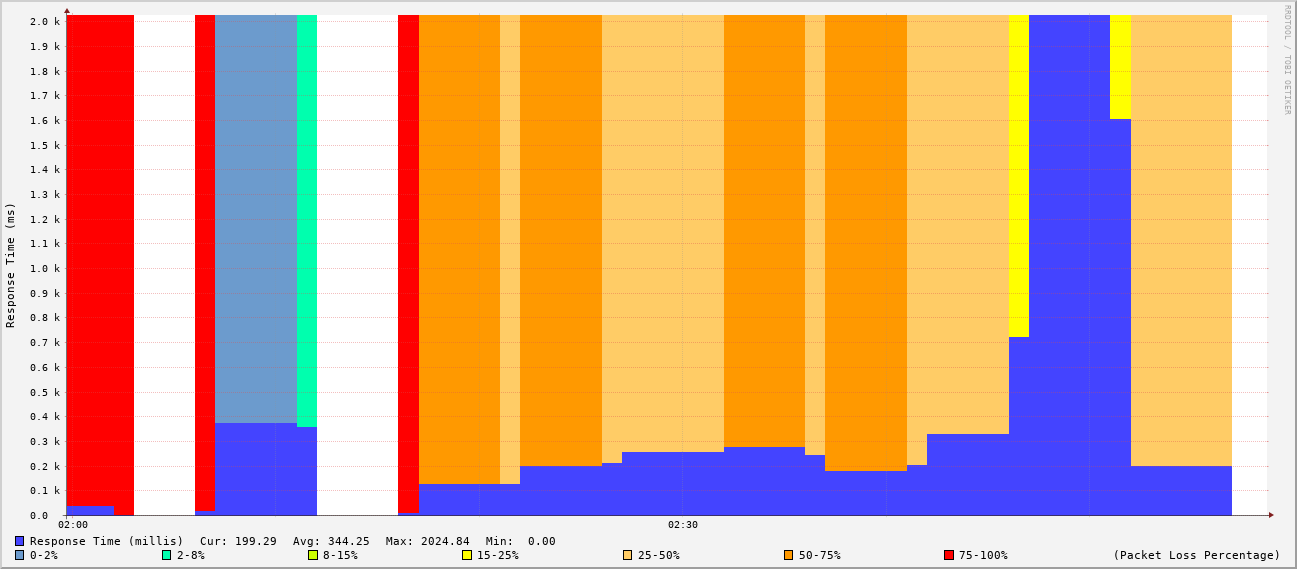 RRDTOOL / TOBI OETIKER
Response Time (ms)
2.0 k
1.9 k
1.8 k
1.7 k
1.6 k
1.5 k
1.4 k
1.3 k
1.2 k
1.1 k
1.0 k
0.9 k
0.8 k
0.7 k
0.6 k
0.5 k
0.4 k
0.3 k
0.2 k
0.1 k
0.0
02:00 02:30
Response Time (millis) Cur: 199.29 Avg: 344.25 Max: 2024.84 Min: 0.00
0-2% 2-8% 8-15% 15-25% 25-50% 50-75% 75-100% (Packet Loss Percentage)